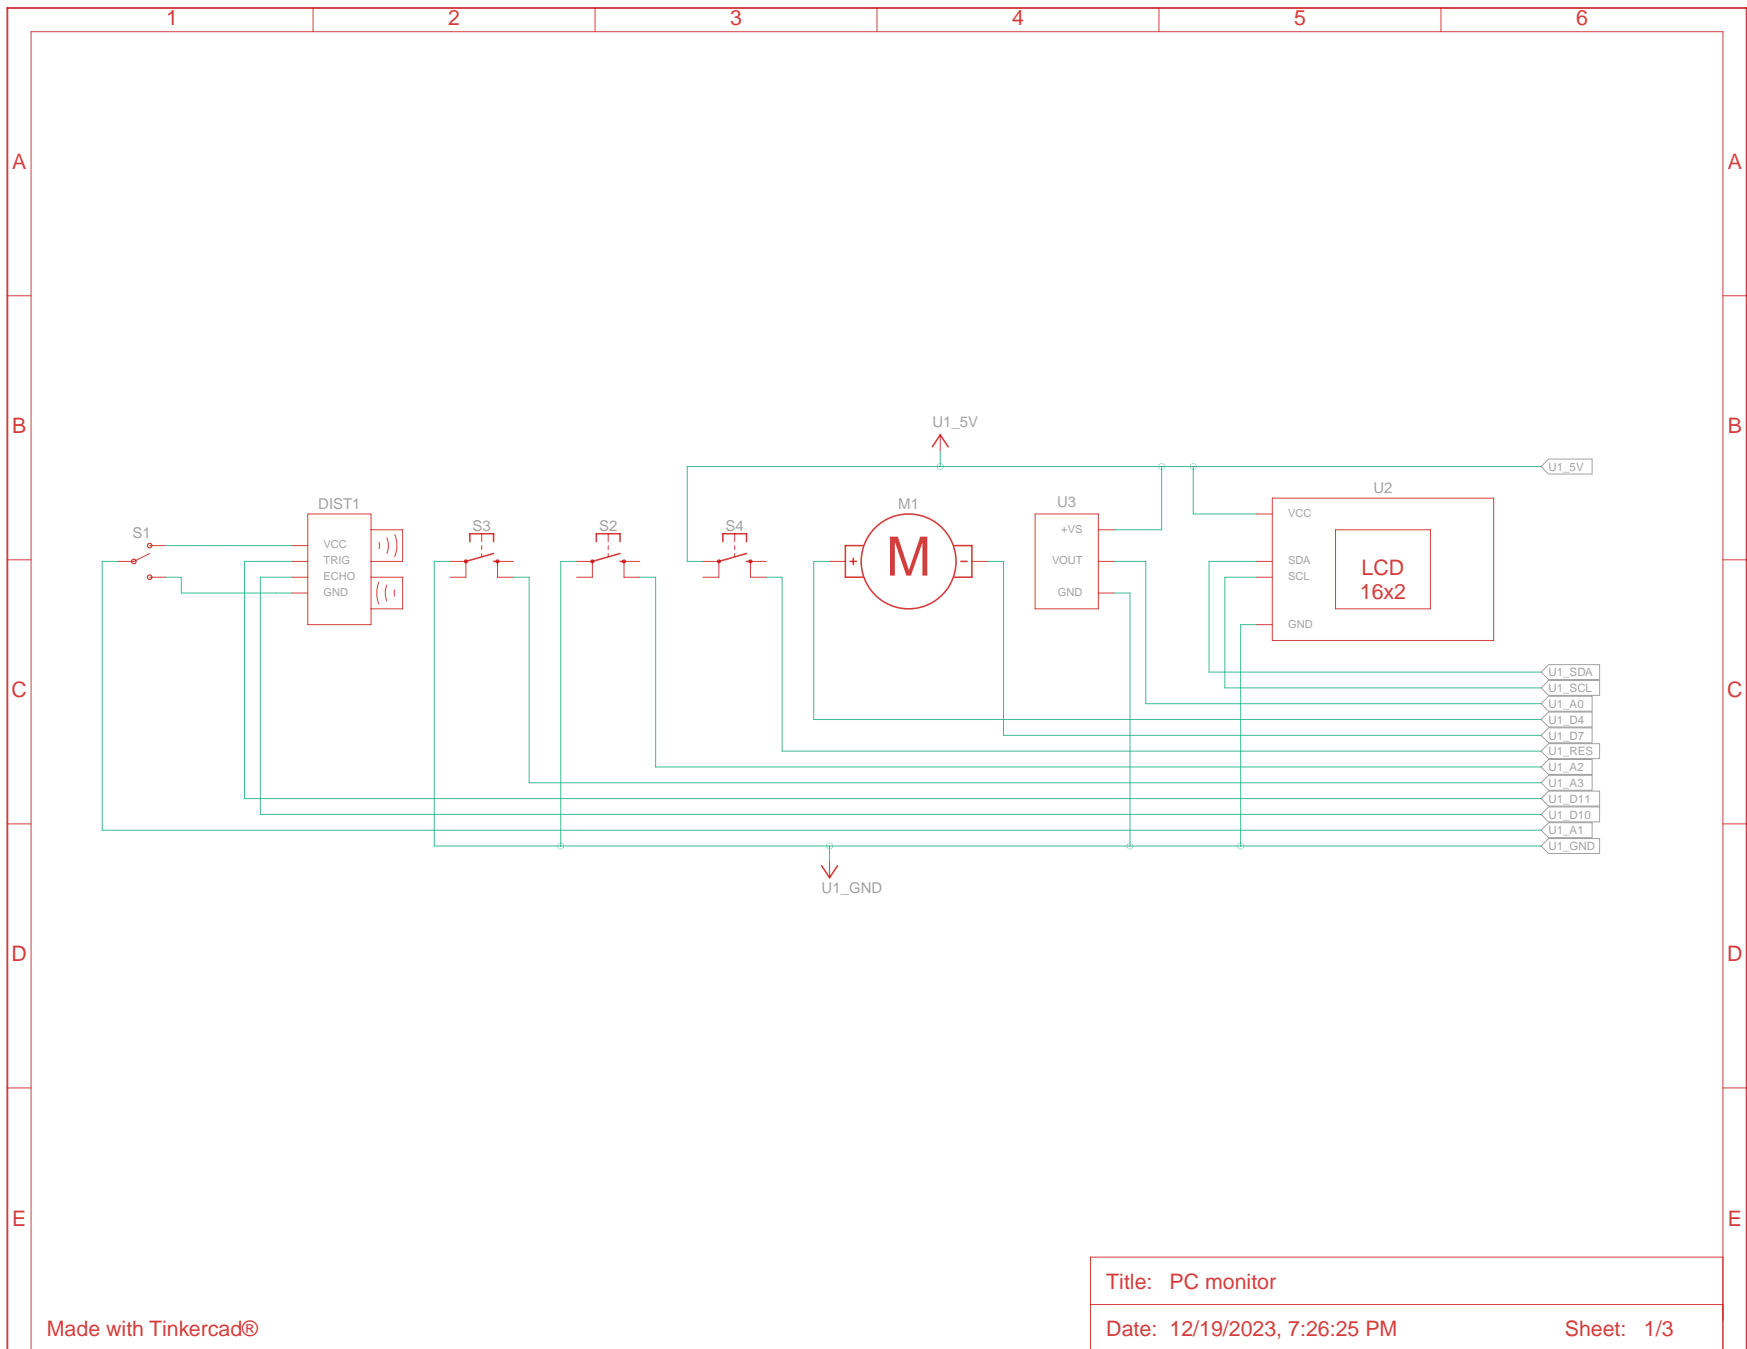 1 2 3 4 5 6
A A
B B
U1_5V
U1_5V
U2
DIST1 M1 U3
S1 S3 S2 S4
VCC
+VS
VCC
TRIG
ECHO
GND
+ M -
VOUT
GND
SDA
SCL
GND
LCD
16x2
C C
U1_SDA
U1_SCL
U1_A0
U1_D4
U1_D7
U1_RES
U1_A2
U1_A3
U1_D11
U1_D10
U1_A1
U1_GND
U1_GND
D D
E E
Title: PC monitor
Made with Tinkercad®
Date: 12/19/2023, 7:26:25 PM Sheet: 1/3